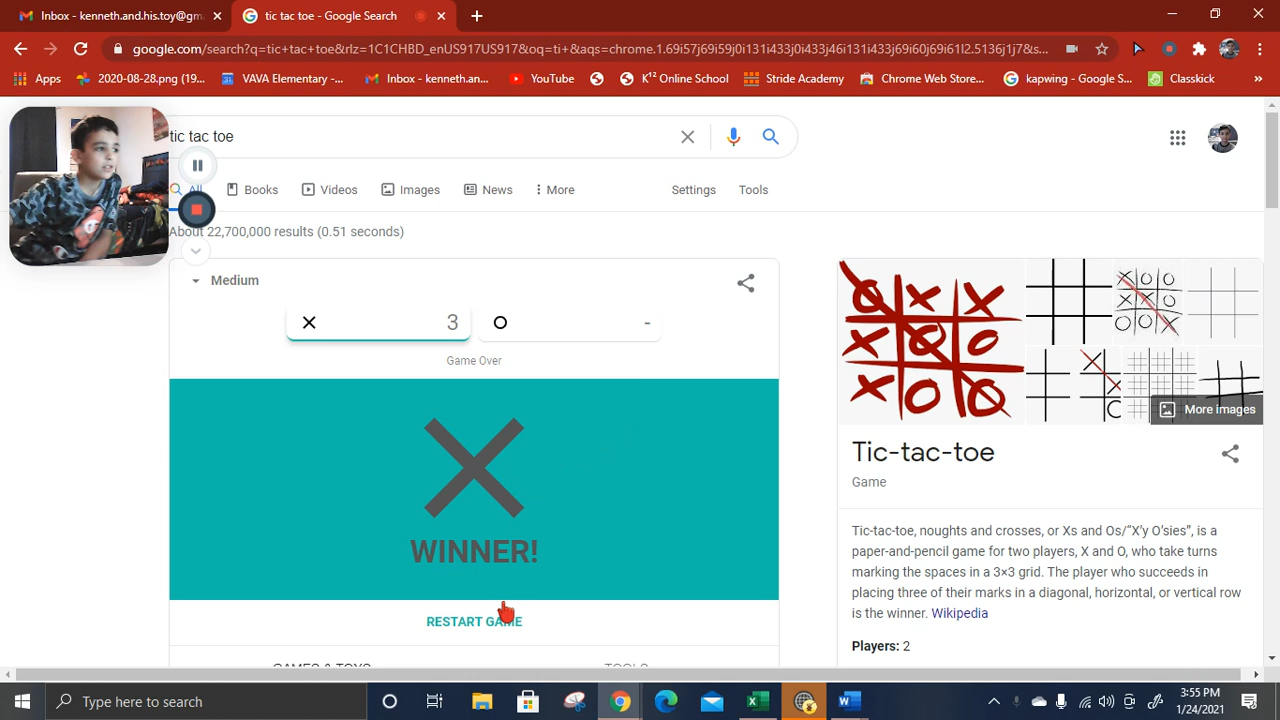 Inbox - kenneth.and.his.toy@gm
tic tac toe - Google Search
google.com/search?q=tic+tac+toe&rlz=1C1CHBD_enUS917US917&oq=ti+&aqs=chrome.1.69i57j69i59j0i131i433j0i433j46i131i433j69i60j69i61l2.5136j1j7&s...
Apps
2020-08-28.png (19...
VAVA Elementary -...
Inbox - kenneth.an...
YouTube
K¹² Online School
Stride Academy
Chrome Web Store...
kapwing - Google S...
Classkick
»
tic tac toe
All
Books
Videos
Images
News
More
Settings
Tools
About 22,700,000 results (0.51 seconds)
Medium
× 3 O -
Game Over
WINNER!
RESTART GAME
GAMES & TOYS
TOOLS
More images
Tic-tac-toe
Game
Tic-tac-toe, noughts and crosses, or Xs and Os/“X’y O’sies”, is a
paper-and-pencil game for two players, X and O, who take turns
marking the spaces in a 3×3 grid. The player who succeeds in
placing three of their marks in a diagonal, horizontal, or vertical row
is the winner. Wikipedia
Players: 2
Type here to search
3:55 PM
1/24/2021